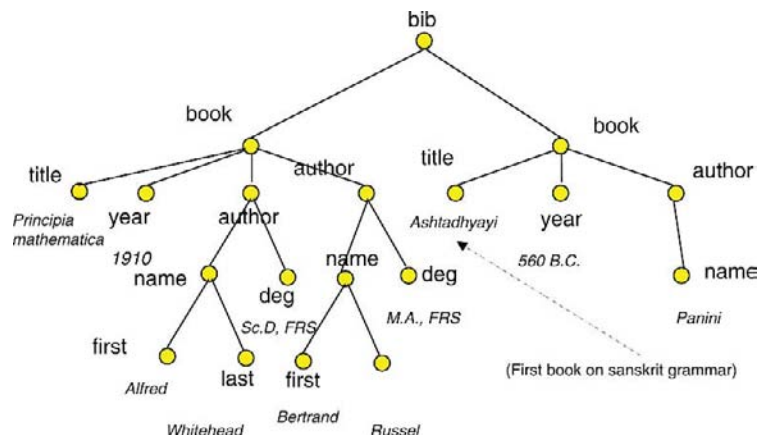 bib
book
book
title
author
title
author
Principia
mathematica
year
author
Ashtadhyayi
year
1910
name
name
560 B.C.
deg
deg
name
Sc.D, FRS
M.A., FRS
Panini
first
last
first
(First book on sanskrit grammar)
Alfred
Bertrand
Whitehead
Russel